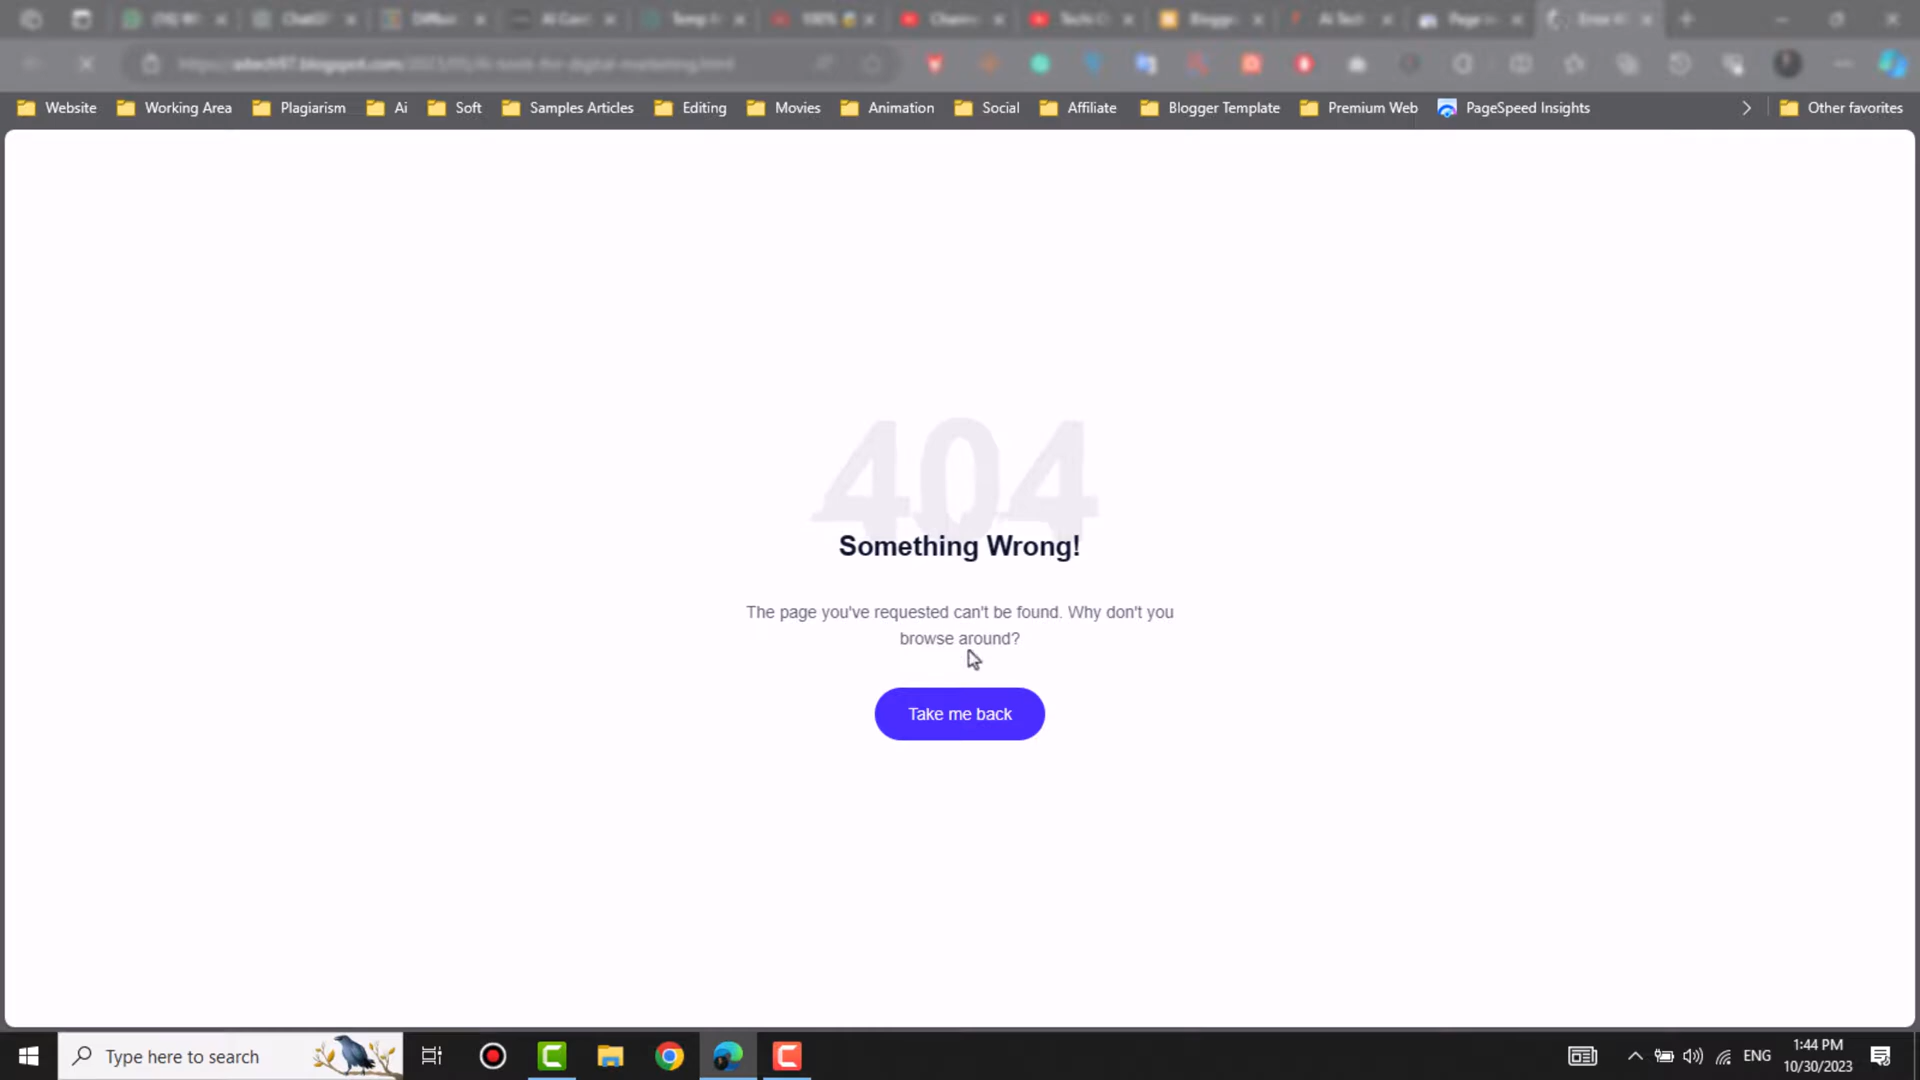 Website Working Area Plagiarism Ai Soft Samples Articles Editing Movies Animation Social Affiliate Blogger Template Premium Web PageSpeed Insights Other favorites
404
Something Wrong!
The page you've requested can't be found. Why don't you
browse around?
Take me back
Type here to search
ENG
1:44 PM
10/30/2023